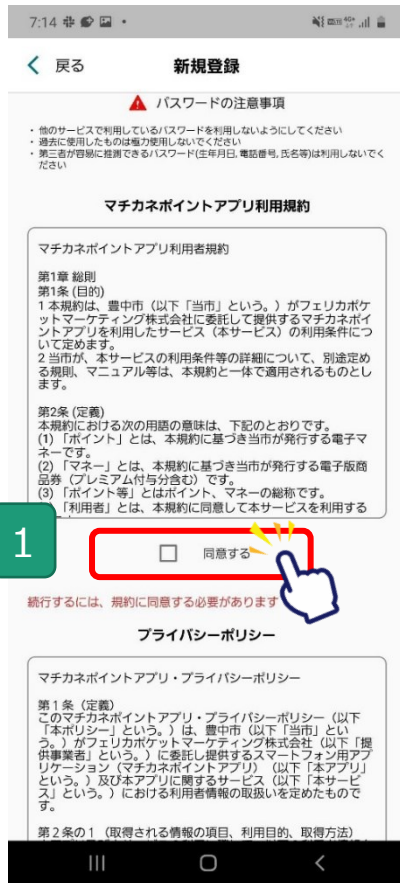 7:14
戻る 新規登録
パスワードの注意事項
・ 他のサービスで利用しているパスワードを利用しないようにしてください
・ 過去に使用したものは極力使用しないでください
・ 第三者が容易に推測できるパスワード(生年月日, 電話番号, 氏名等)は利用しないでく
ださい
マチカネポイントアプリ利用規約
マチカネポイントアプリ利用者規約
第1章 総則
第1条 (目的)
1 本規約は、豊中市（以下「当市」という。）がフェリカポケ
ットマーケティング株式会社に委託して提供するマチカネポイ
ントアプリを利用したサービス（本サービス）の利用条件につ
いて定めます。
2 当市が、本サービスの利用条件等の詳細について、別途定め
る規則、マニュアル等は、本規約と一体で適用されるものとし
ます。
第2条 (定義)
本規約における次の用語の意味は、下記のとおりです。
(1) 「ポイント」とは、本規約に基づき当市が発行する電子マ
ネーです。
(2) 「マネー」とは、本規約に基づき当市が発行する電子版商
品券（プレミアム付与分含む）です。
(3) 「ポイント等」とはポイント、マネーの総称です。
「利用者」とは、本規約に同意して本サービスを利用する
1
同意する
続行するには、規約に同意する必要があります
プライバシーポリシー
マチカネポイントアプリ・プライバシーポリシー
第1条（定義）
このマチカネポイントアプリ・プライバシーポリシー（以下
「本ポリシー」という。）は、豊中市（以下「当市」とい
う。）がフェリカポケットマーケティング株式会社（以下「提
供事業者」という。）に委託し提供するスマートフォン用アプ
リケーション（マチカネポイントアプリ）（以下「本アプリ」
という。）及び本アプリに関するサービス（以下「本サービ
ス」という。）における利用者情報の取扱いを定めたもので
す。
第2条の1（取得される情報の項目、利用目的、取得方法）